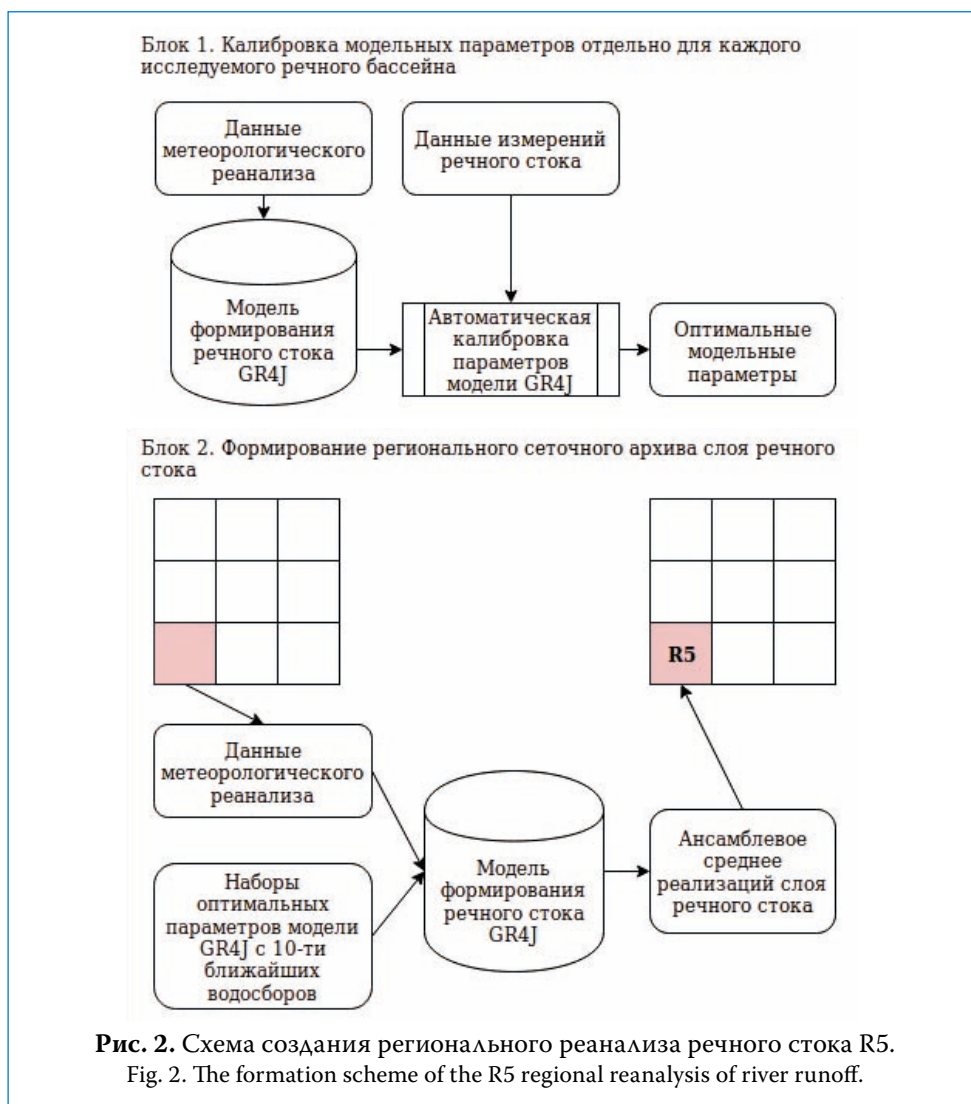 Блок 1. Калибровка модельных параметров отдельно для каждого
исследуемого речного бассейна
Данные
метеорологического
реанализа
Данные измерений
речного стока
Модель
формирования
речного стока
GR4J
Автоматическая
калибровка
параметров
модели GR4J
Оптимальные
модельные
параметры
Блок 2. Формирование регионального сеточного архива слоя речного
стока
R5
Данные
метеорологического
реанализа
Наборы
оптимальных
параметров модели
GR4J с 10-ти
ближайших
водосборов
Модель
формирования
речного стока
GR4J
Ансамблевое
среднее
реализаций слоя
речного стока
Рис. 2. Схема создания регионального реанализа речного стока R5.
Fig. 2. The formation scheme of the R5 regional reanalysis of river runoff.